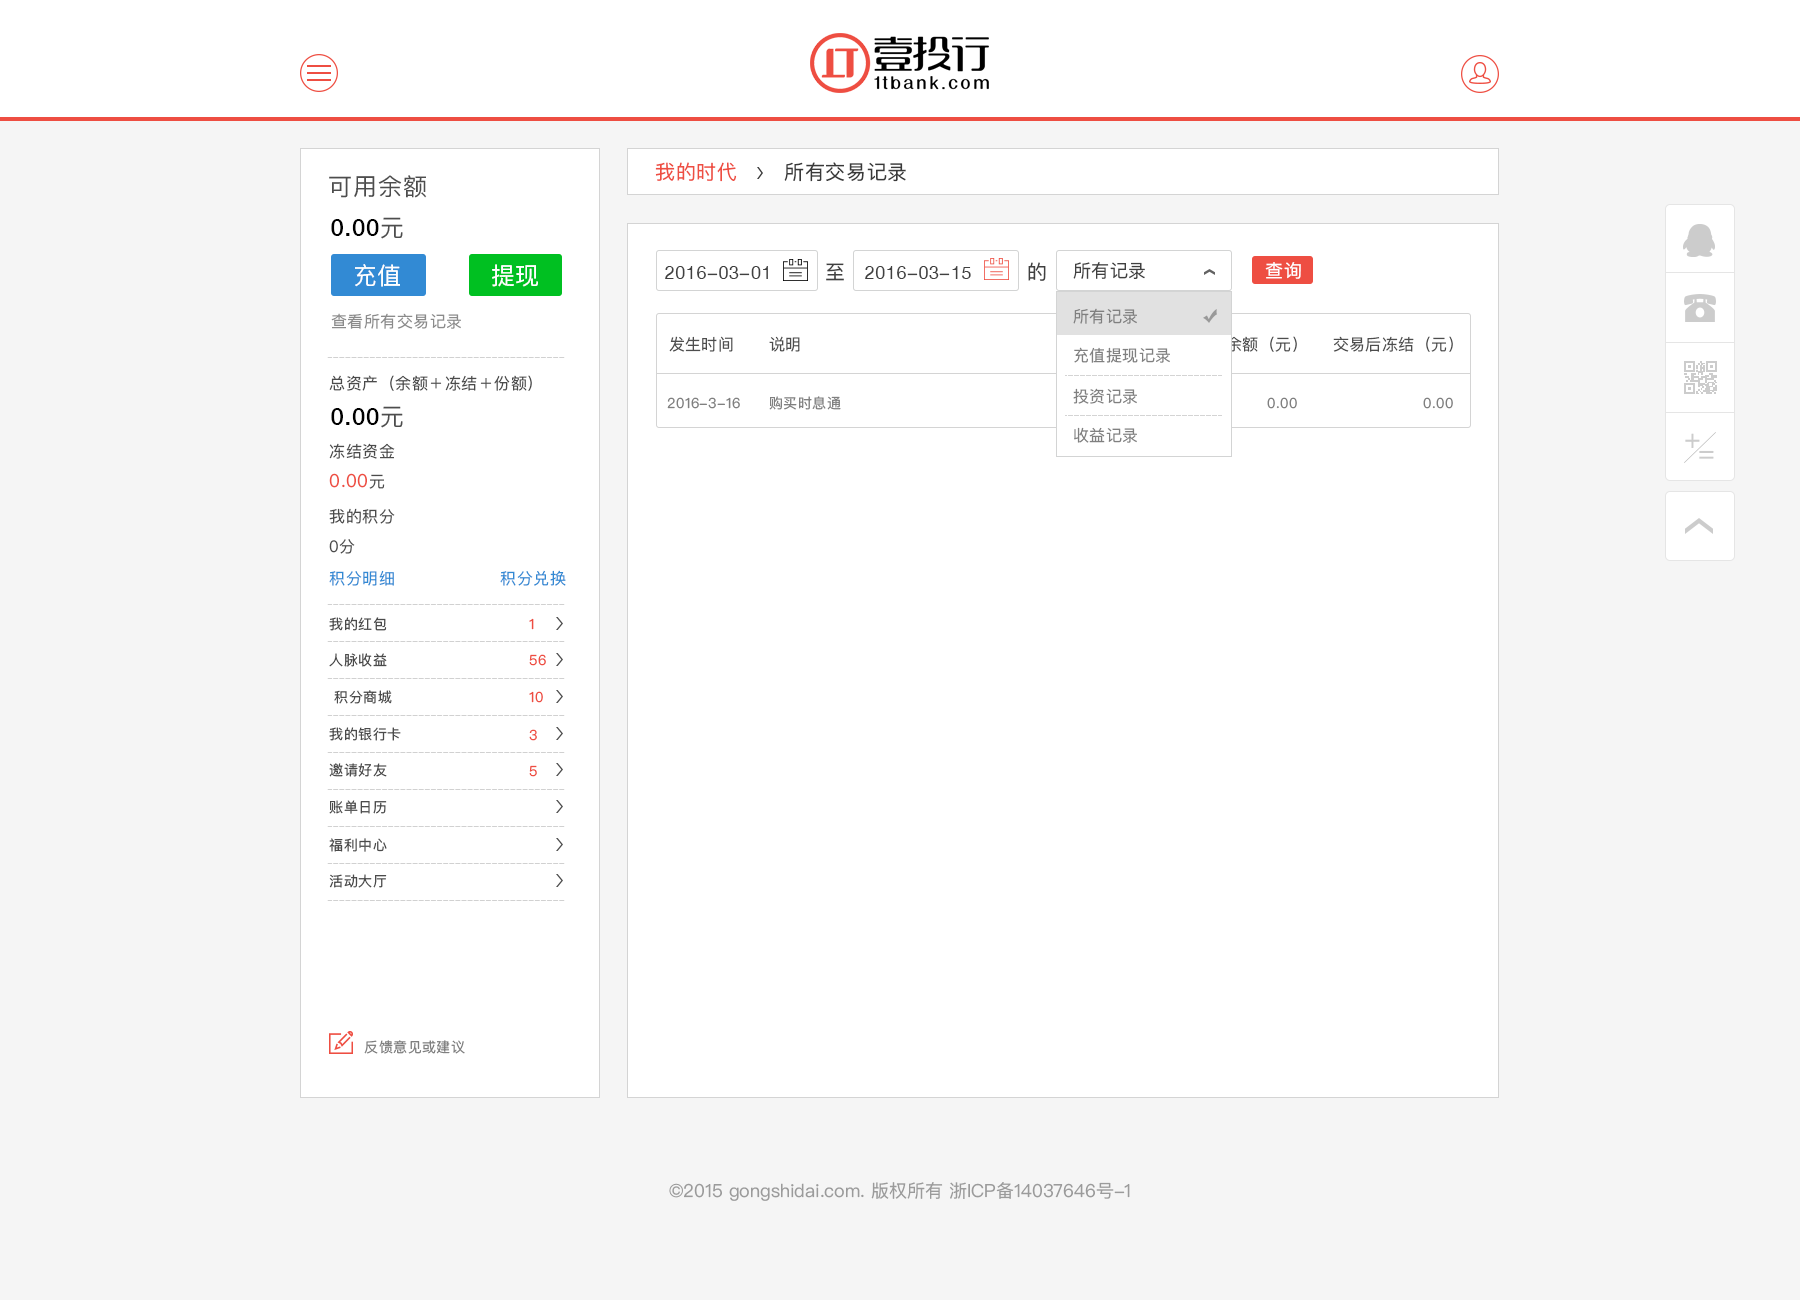 壹投行
1tbank.com
可用余额
0.00元
充值 提现
查看所有交易记录
总资产（余额＋冻结＋份额）
0.00元
冻结资金
0.00元
我的积分
0分
积分明细 积分兑换
我的红包 1
人脉收益 56
积分商城 10
我的银行卡 3
邀请好友 5
账单日历
福利中心
活动大厅
反馈意见或建议
我的时代 > 所有交易记录
2016-03-01 至 2016-03-15 的 所有记录 查询
所有记录
充值提现记录
投资记录
收益记录
发生时间 说明 余额（元） 交易后冻结（元）
2016-3-16 购买时息通 0.00 0.00
©2015 gongshidai.com. 版权所有 浙ICP备14037646号-1